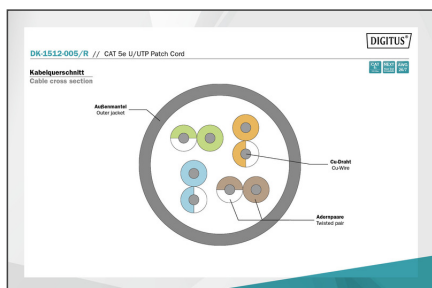 DIGITUS®
DK-1512-005/R // CAT 5e U/UTP Patch Cord
Kabelquerschnitt
Cable cross section
Außenmantel
Outer jacket
Cu-Draht
Cu-Wire
Adernpaare
Twisted pair